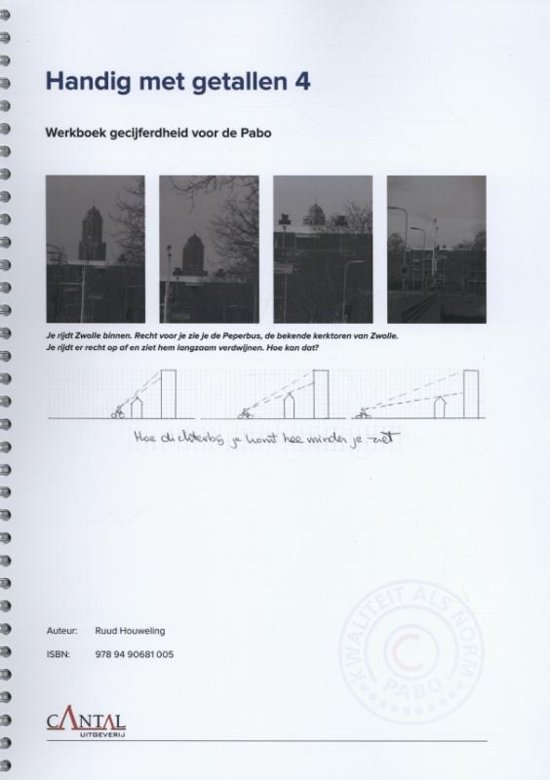 Handig met getallen 4
Werkboek gecijferdheid voor de Pabo
Je rijdt Zwolle binnen. Recht voor je zie je de Peperbus, de bekende kerktoren van Zwolle.
Je rijdt er recht op af en ziet hem langzaam verdwijnen. Hoe kan dat?
Hoe dichterbij je komt hoe minder je ziet
KWALITEIT ALS NORM
C
PABO
Auteur: Ruud Houweling
ISBN: 978 94 90681 005
CANTAL
UITGEVERIJ